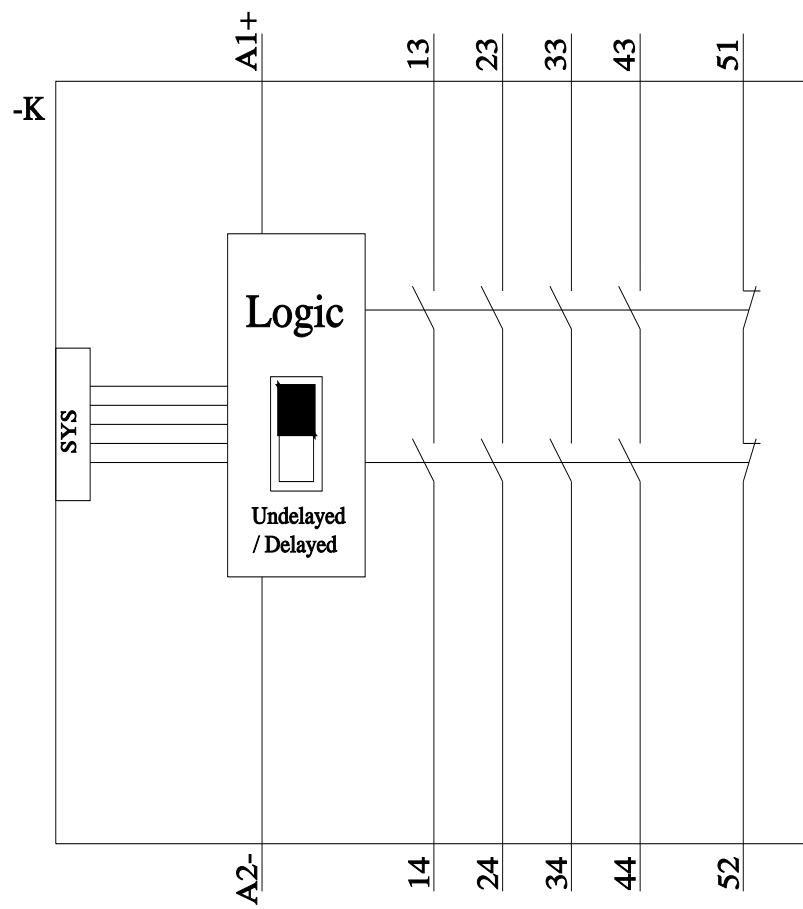 A1+
13
23
33
43
51
-K
Logic
SYS
Undelayed
/ Delayed
A2-
14
24
34
44
52